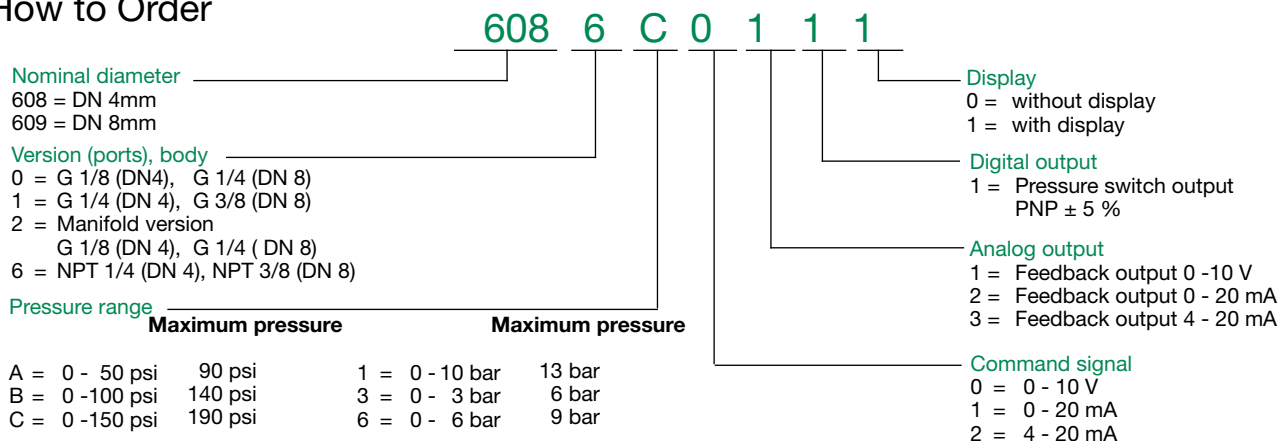 How to Order
608 6 C 0 1 1 1
Nominal diameter
608 = DN 4mm
609 = DN 8mm
Version (ports), body
0 = G 1/8 (DN4), G 1/4 (DN 8)
1 = G 1/4 (DN 4), G 3/8 (DN 8)
2 = Manifold version
G 1/8 (DN 4), G 1/4 ( DN 8)
6 = NPT 1/4 (DN 4), NPT 3/8 (DN 8)
Pressure range
Maximum pressure Maximum pressure
A = 0 - 50 psi 90 psi 1 = 0 - 10 bar 13 bar
B = 0 -100 psi 140 psi 3 = 0 - 3 bar 6 bar
C = 0 -150 psi 190 psi 6 = 0 - 6 bar 9 bar
Display
0 = without display
1 = with display
Digital output
1 = Pressure switch output
PNP ± 5 %
Analog output
1 = Feedback output 0 -10 V
2 = Feedback output 0 - 20 mA
3 = Feedback output 4 - 20 mA
Command signal
0 = 0 - 10 V
1 = 0 - 20 mA
2 = 4 - 20 mA